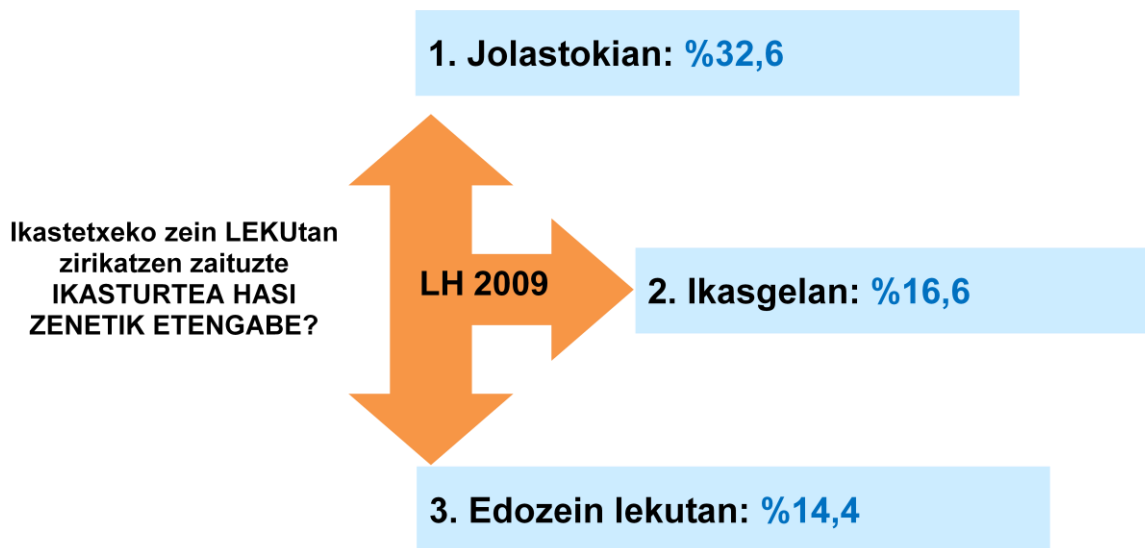 1. Jolastokian: %32,6
Ikastetxeko zein LEKUtan
zirikatzen zaituzte
IKASTURTEA HASI
ZENETIK ETENGABE?
LH 2009
2. Ikasgelan: %16,6
3. Edozein lekutan: %14,4